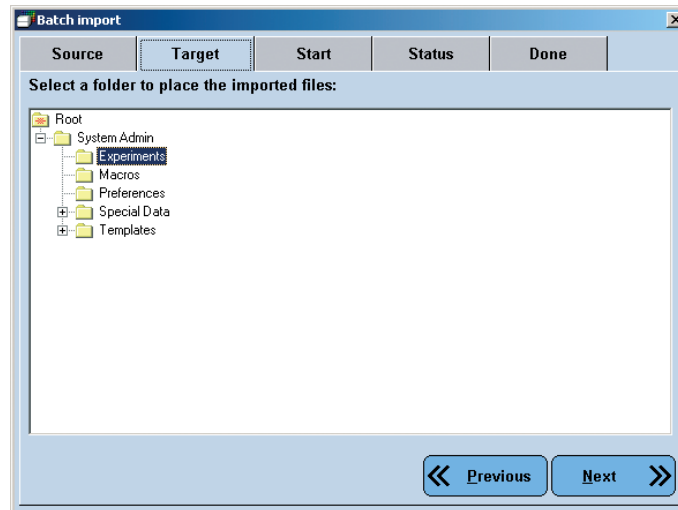 Batch import
Source Target Start Status Done
Select a folder to place the imported files:
Root
System Admin
Experiments
Macros
Preferences
Special Data
Templates
Previous Next